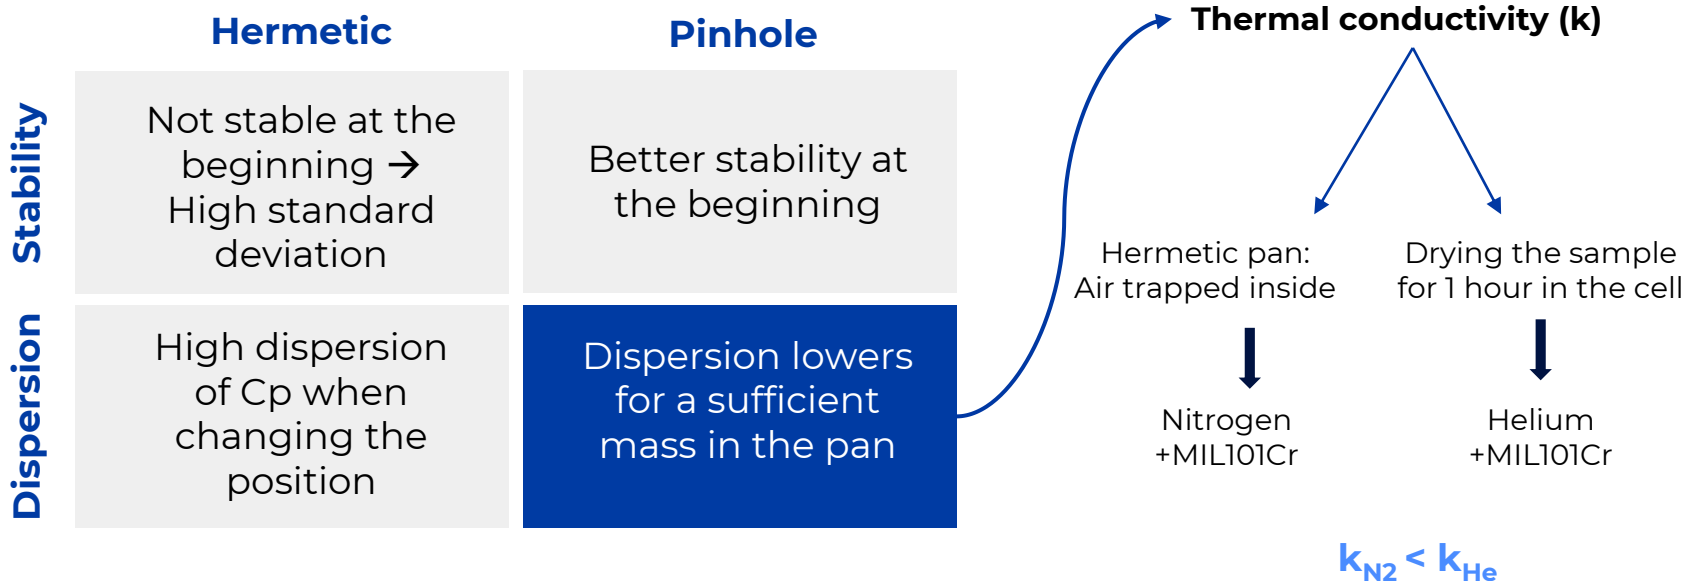 Hermetic
Pinhole
Stability
Not stable at the
beginning →
High standard
deviation
Better stability at
the beginning
Dispersion
High dispersion
of Cp when
changing the
position
Dispersion lowers
for a sufficient
mass in the pan
Thermal conductivity (k)
Hermetic pan:
Air trapped inside
Nitrogen
+MIL101Cr
Drying the sample
for 1 hour in the cell
Helium
+MIL101Cr
k_N2 < k_He